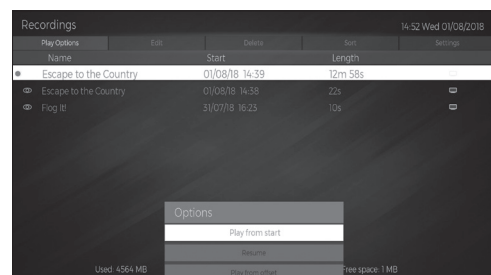 Recordings
14:52 Wed 01/08/2018
Play Options Edit Delete Sort Settings
Name Start Length
Escape to the Country 01/08/18 14:39 12m 58s
Escape to the Country 01/08/18 14:38 22s
Flog It! 31/07/18 16:23 10s
Options
Play from start
Resume
Play from offset
Used: 4564 MB Free space: 1 MB